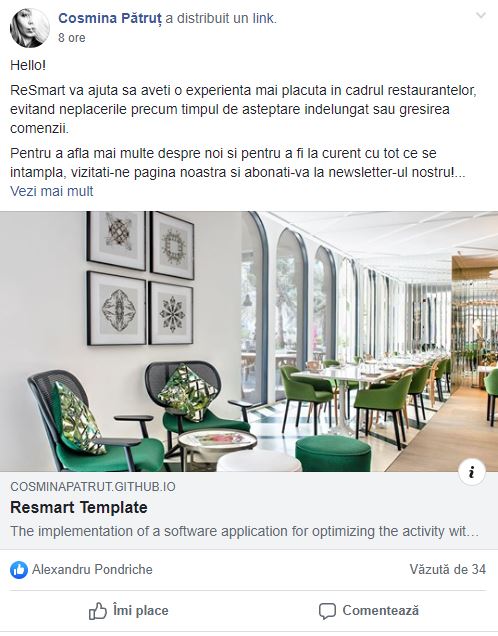 Cosmina Pătruț a distribuit un link.
8 ore
Hello!
ReSmart va ajuta sa aveti o experienta mai placuta in cadrul restaurantelor,
evitand neplacerile precum timpul de asteptare indelungat sau gresirea
comenzii.
Pentru a afla mai multe despre noi si pentru a fi la curent cu tot ce se
intampla, vizitati-ne pagina noastra si abonati-va la newsletter-ul nostru!...
Vezi mai mult
i
COSMINAPATRUT.GITHUB.IO
Resmart Template
The implementation of a software application for optimizing the activity wit…
Alexandru Pondriche
Văzută de 34
Îmi place
Comentează